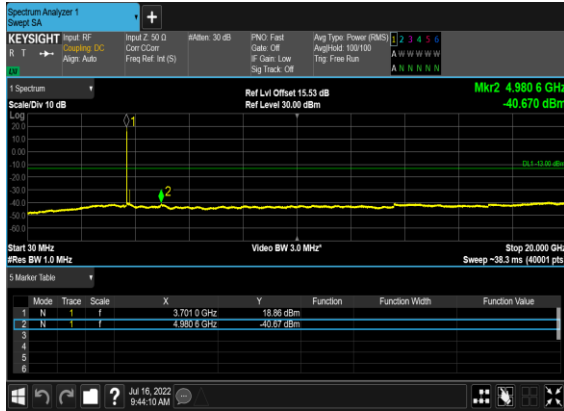 Spectrum Analyzer 1
Swept SA
+
KEYSIGHT Input: RF Input Z: 50 Ω #Atten: 30 dB PNO: Fast Avg Type: Power (RMS) 1 2 3 4 5 6
R T Coupling: DC Corr CCorr Gate: Off Avg|Hold: 100/100 A W W W W W
Align: Auto Freq Ref: Int (S) IF Gain: Low Trig: Free Run
LU Sig Track: Off A N N N N N
1 Spectrum Ref Lvl Offset 15.53 dB Mkr2 4.980 6 GHz
Scale/Div 10 dB Ref Level 30.00 dBm -40.670 dBm
Log
20.0
10.0
0.00
-10.0
-20.0
-30.0
-40.0
-50.0
-60.0
1
2
DL1 -13.00 dBm
Start 30 MHz Video BW 3.0 MHz* Stop 20.000 GHz
#Res BW 1.0 MHz Sweep ~38.3 ms (40001 pts)
5 Marker Table
Mode Trace Scale X Y Function Function Width Function Value
1 N 1 f 3.701 0 GHz 18.86 dBm
2 N 1 f 4.980 6 GHz -40.67 dBm
3
4
5
6
? Jul 16, 2022
9:44:10 AM